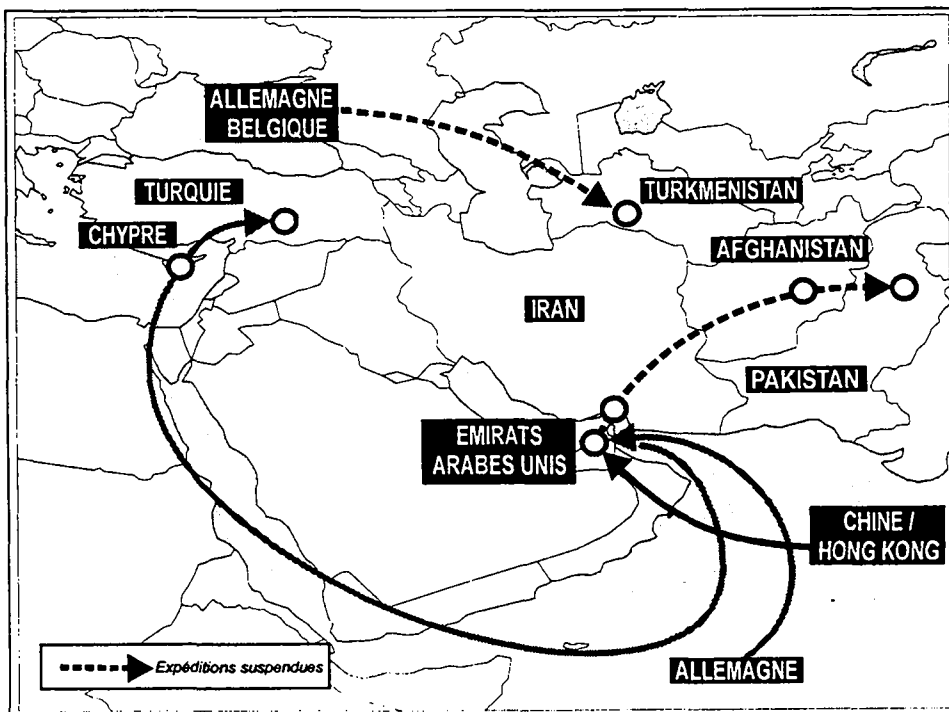 ALLEMAGNE
BELGIQUE
TURQUIE
TURKMENISTAN
CHYPRE
AFGHANISTAN
IRAN
PAKISTAN
EMIRATS
ARABES UNIS
CHINE /
HONG KONG
ALLEMAGNE
Expéditions suspendues